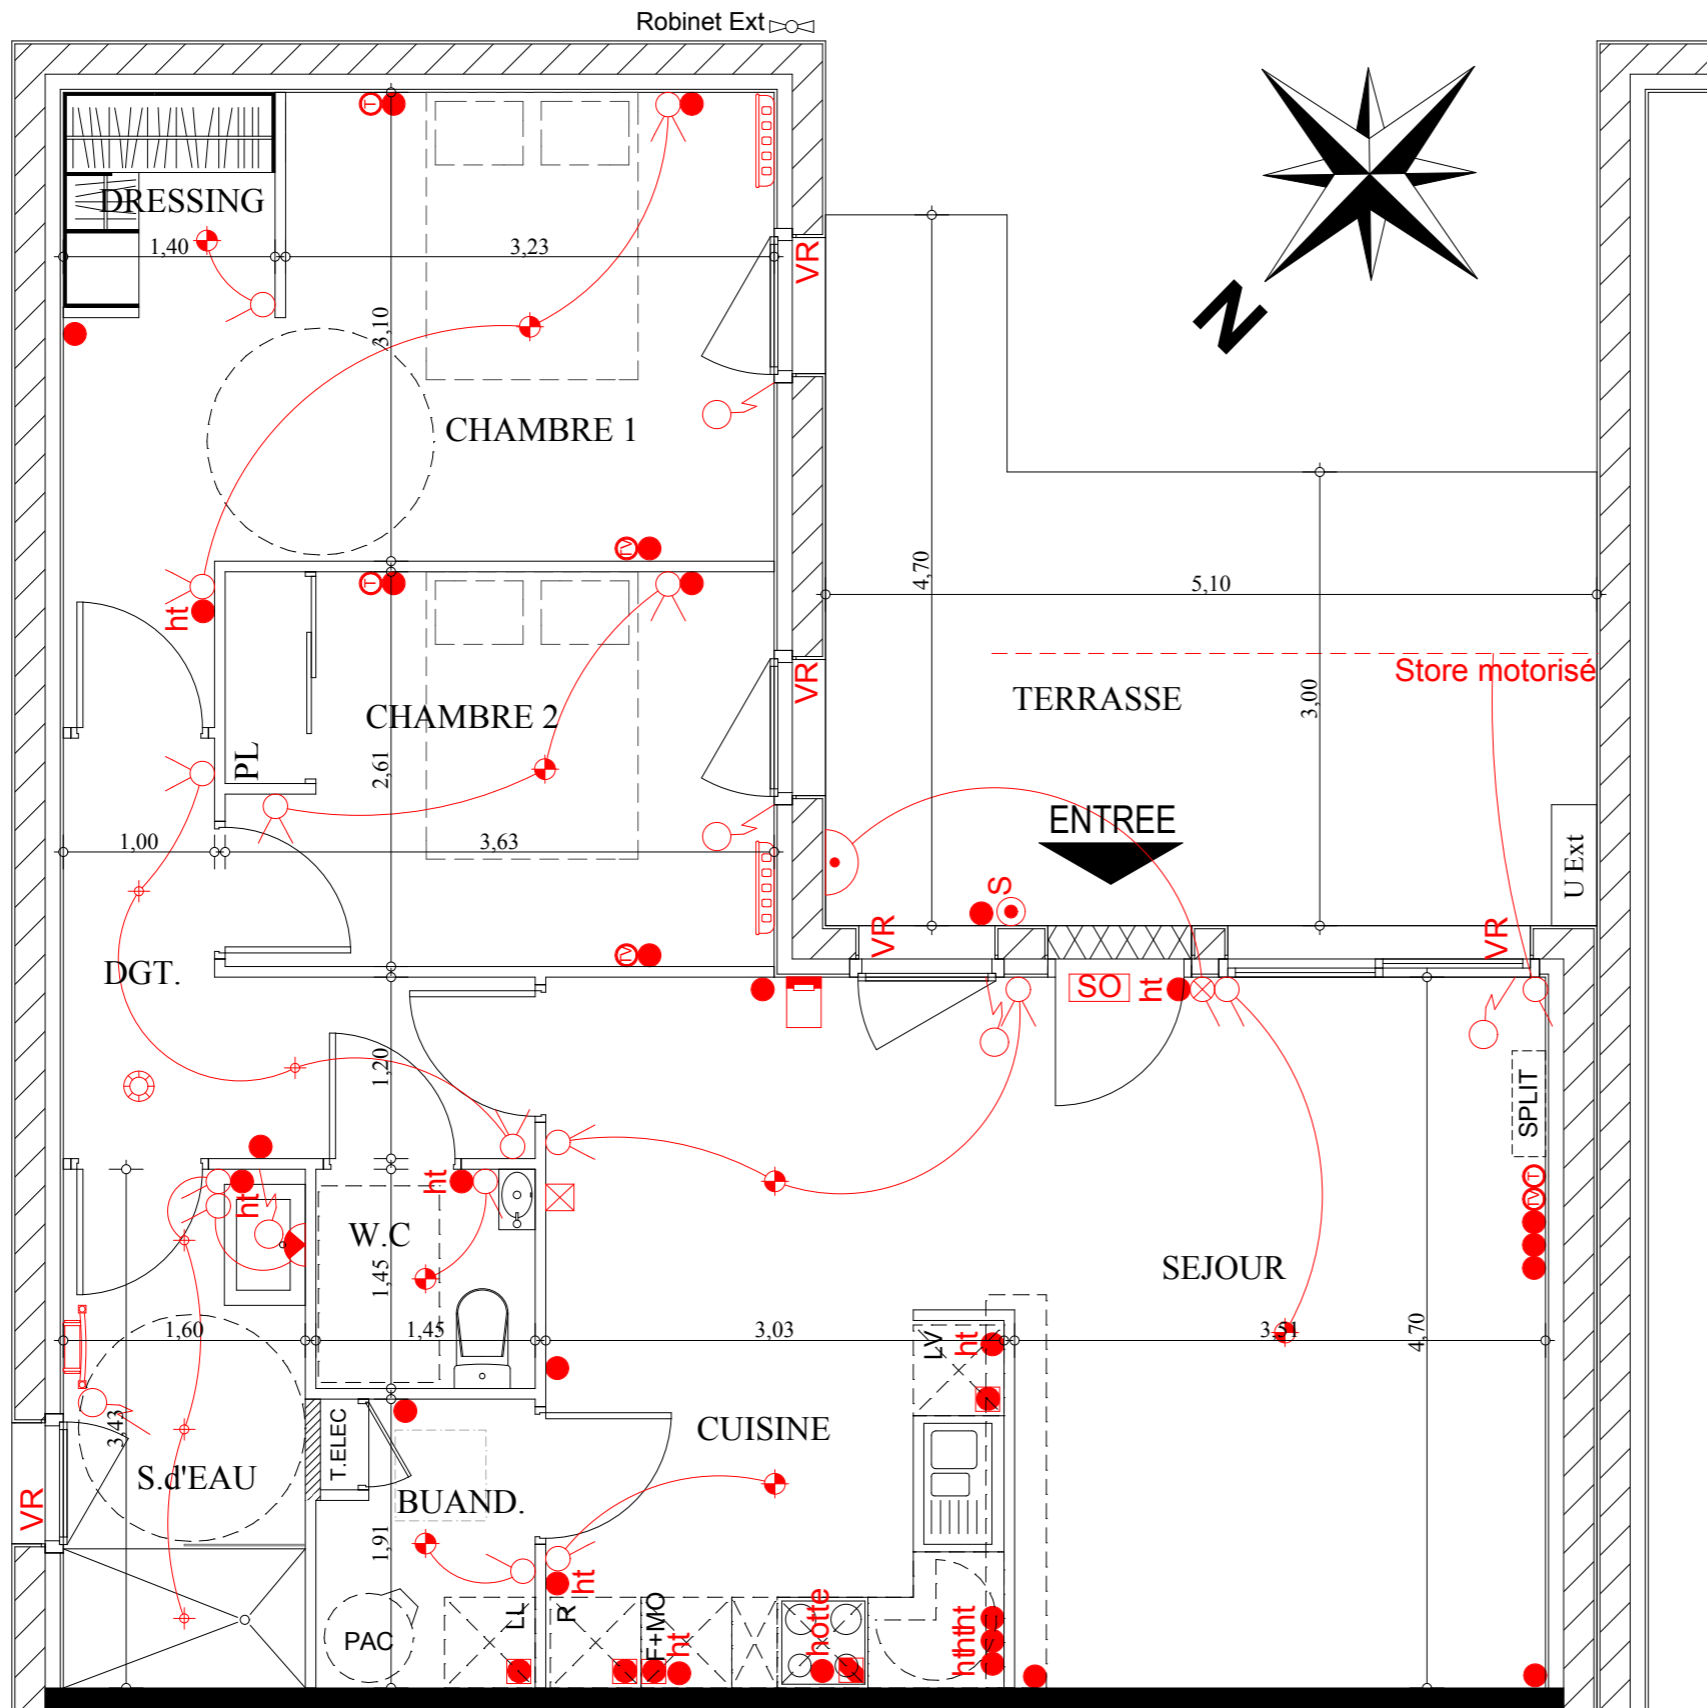 Robinet Ext
T
DRESSING
1,40
3,23
VR
N
3,10
CHAMBRE 1
TV
4,70
5,10
T
ht
VR
Store motorisé
TERRASSE
3,00
CHAMBRE 2
PL
2,61
ENTREE
1,00
3,63
U Ext
S
VR
VR
TV
DGT.
SO
ht
1,20
SPLIT
ht
ht
T
TV
W.C
1,45
SEJOUR
1,60
1,45
3,03
LV
ht
3,51
4,70
3,43
T.ELEC
CUISINE
S.d'EAU
VR
BUAND.
1,91
ht
PAC
LL
R
F+MO
ht
hotte
ht
ht
ht